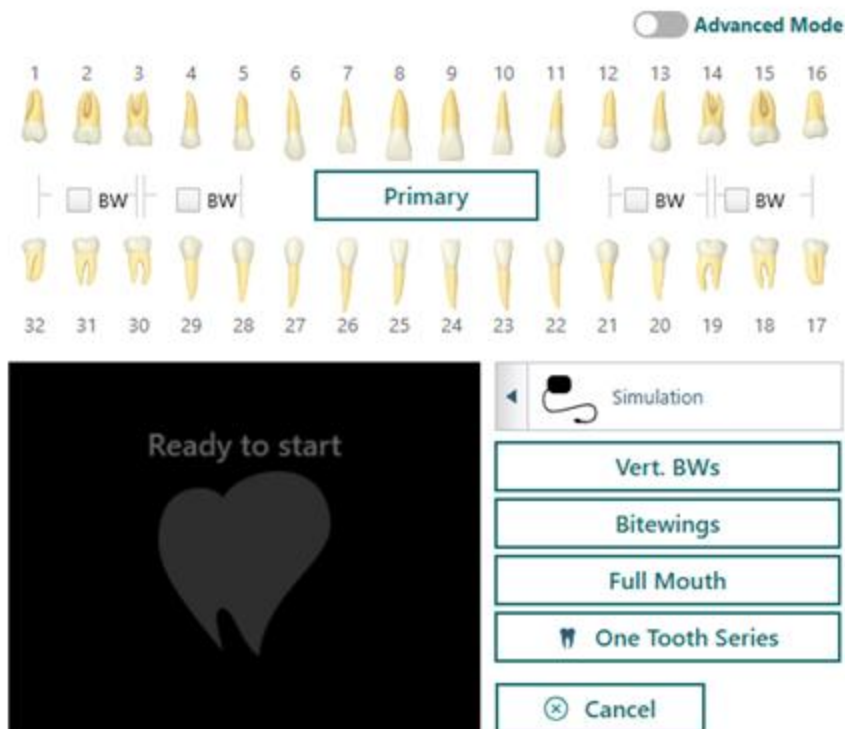 Advanced Mode
1 2 3 4 5 6 7 8 9 10 11 12 13 14 15 16
BW BW Primary BW BW
32 31 30 29 28 27 26 25 24 23 22 21 20 19 18 17
Ready to start
Simulation
Vert. BWs
Bitewings
Full Mouth
One Tooth Series
Cancel